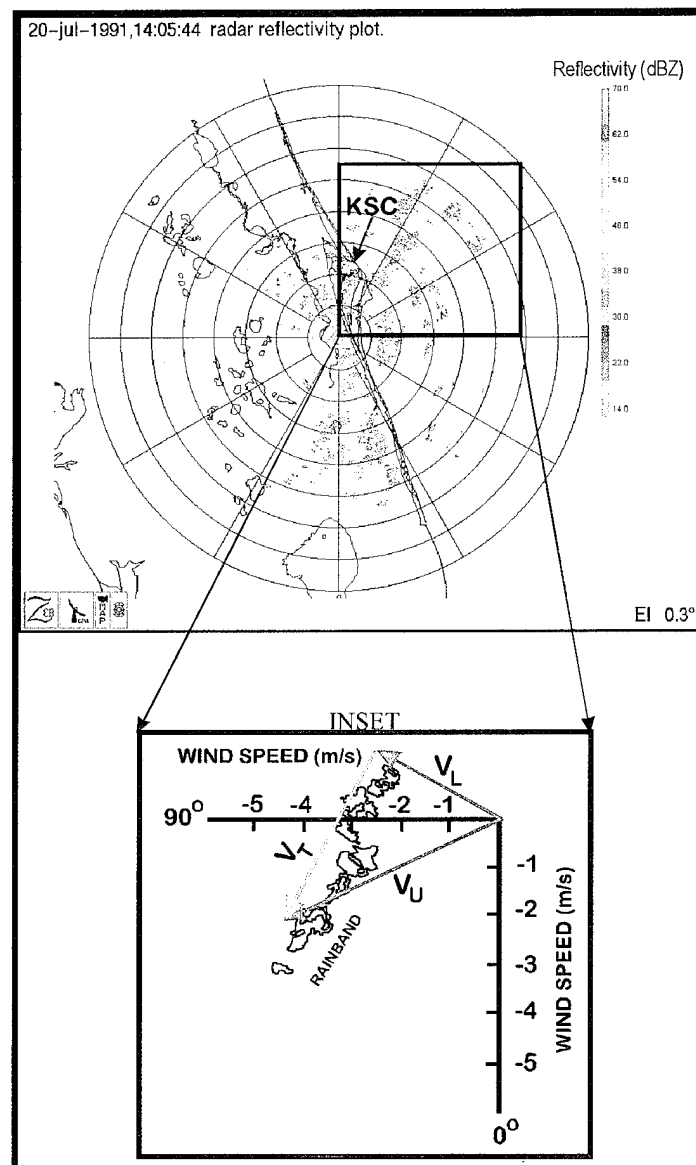 20-jul-1991,14:05:44 radar reflectivity plot.
Reflectivity (dBZ)
70.0
62.0
54.0
46.0
38.0
30.0
22.0
14.0
KSC
MAP
El 0.3°
INSET
WIND SPEED (m/s)
90°
-5 -4 -2 -1
V_L
V_T
V_U
RAINBAND
-1
-2
-3
-4
-5
WIND SPEED (m/s)
0°